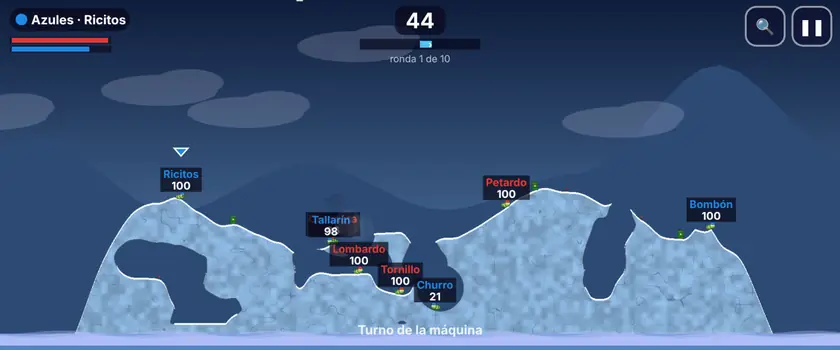 Azules · Ricitos
44
ronda 1 de 10
Ricitos
100
Petardo
100
Bombón
100
Tallarín
98
Lombardo
100
Tornillo
100
Churro
21
Turno de la máquina